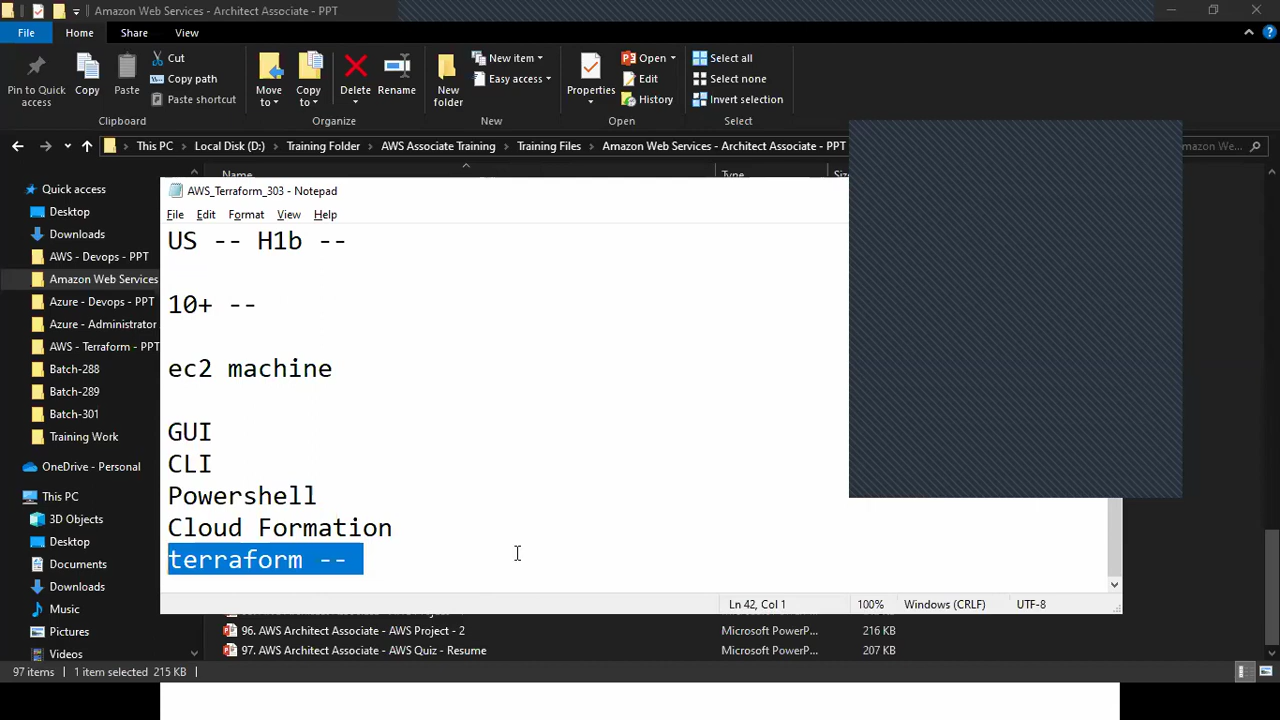 Amazon Web Services - Architect Associate - PPT
File
Home
Share
View
Pin to Quick access
Copy
Paste
Cut
Copy path
Paste shortcut
Clipboard
Move to
Copy to
Delete
Rename
Organize
New folder
New item
Easy access
New
Properties
Open
Edit
History
Open
Select all
Select none
Invert selection
Select
This PC
Local Disk (D:)
Training Folder
AWS Associate Training
Training Files
Amazon Web Services - Architect Associate - PPT
Amazon We...
Name
Type
Quick access
Desktop
Downloads
AWS - Devops - PPT
Amazon Web Services
Azure - Devops - PPT
Azure - Administrator
AWS - Terraform - PPT
Batch-288
Batch-289
Batch-301
Training Work
OneDrive - Personal
This PC
3D Objects
Desktop
Documents
Downloads
Music
Pictures
Videos
AWS_Terraform_303 - Notepad
File Edit Format View Help
US -- H1b --
10+ --
ec2 machine
GUI
CLI
Powershell
Cloud Formation
terraform --
Ln 42, Col 1
100%
Windows (CRLF)
UTF-8
96. AWS Architect Associate - AWS Project - 2
Microsoft PowerP...
216 KB
97. AWS Architect Associate - AWS Quiz - Resume
Microsoft PowerP...
207 KB
97 items
1 item selected 215 KB